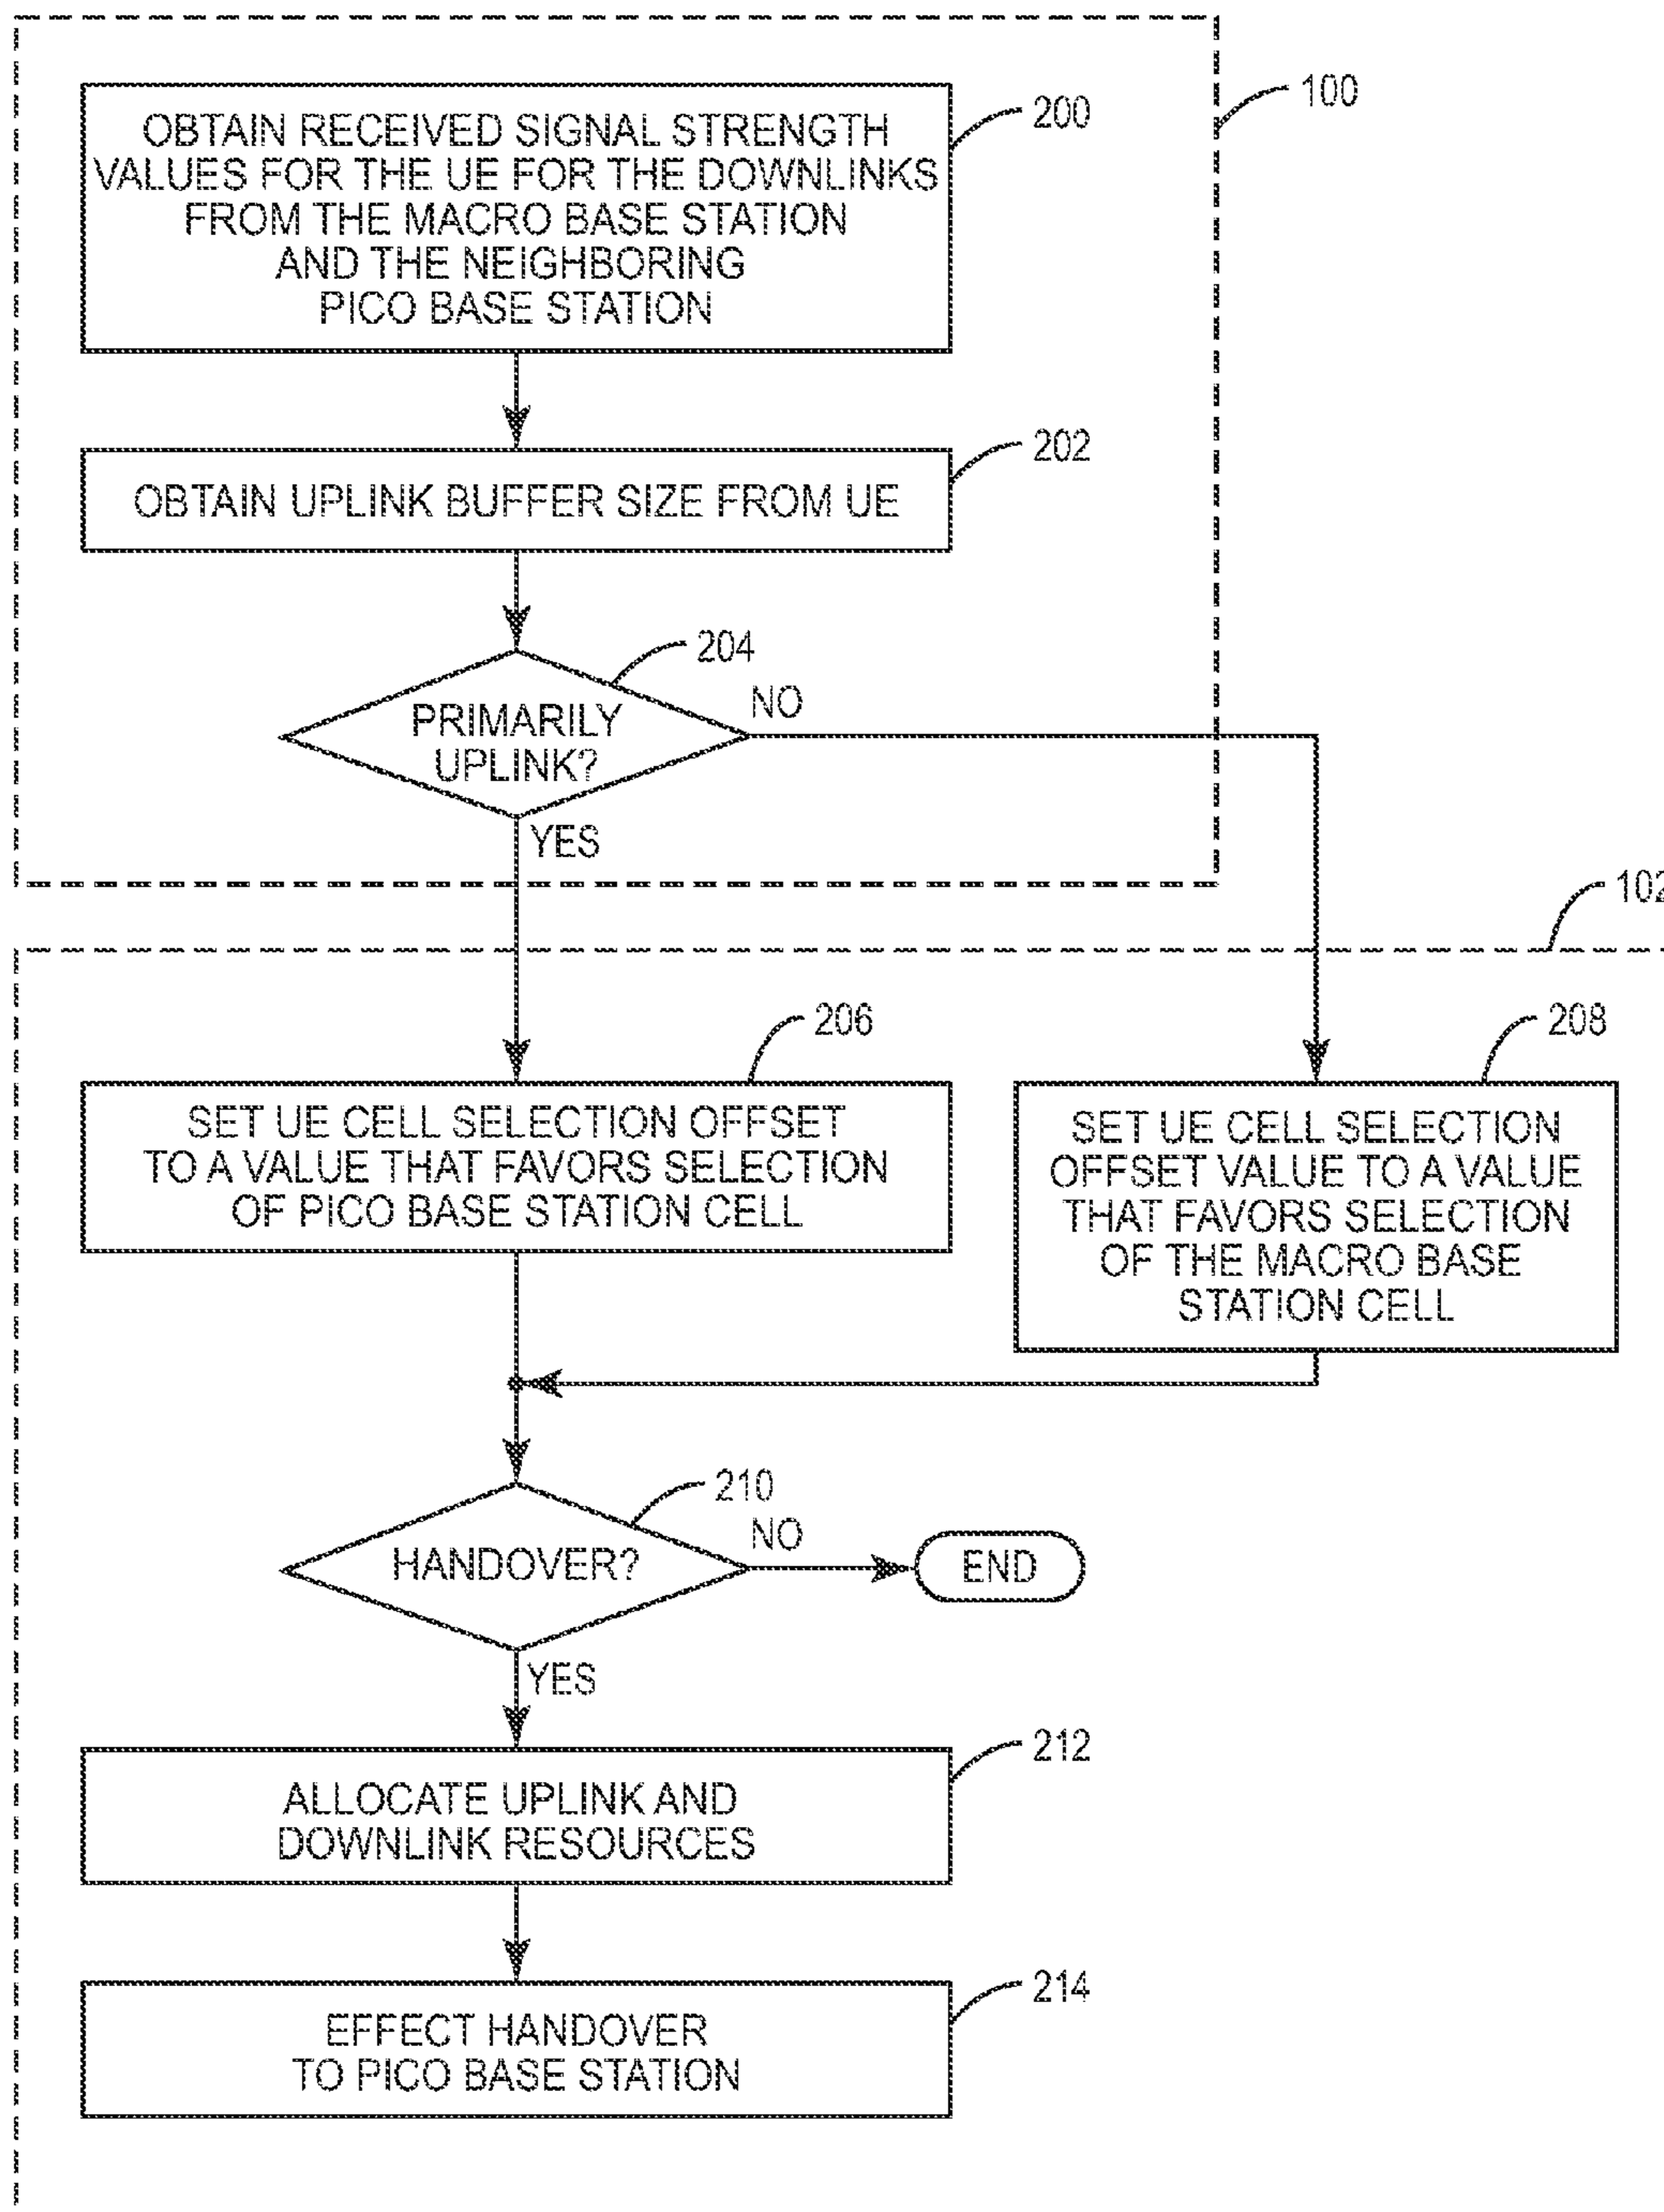 100
200
OBTAIN RECEIVED SIGNAL STRENGTH
VALUES FOR THE UE FOR THE DOWNLINKS
FROM THE MACRO BASE STATION
AND THE NEIGHBORING
PICO BASE STATION
202
OBTAIN UPLINK BUFFER SIZE FROM UE
204
PRIMARILY
UPLINK?
NO
YES
102
206
SET UE CELL SELECTION OFFSET
TO A VALUE THAT FAVORS SELECTION
OF PICO BASE STATION CELL
208
SET UE CELL SELECTION
OFFSET VALUE TO A VALUE
THAT FAVORS SELECTION
OF THE MACRO BASE
STATION CELL
210
HANDOVER?
NO
END
YES
212
ALLOCATE UPLINK AND
DOWNLINK RESOURCES
214
EFFECT HANDOVER
TO PICO BASE STATION